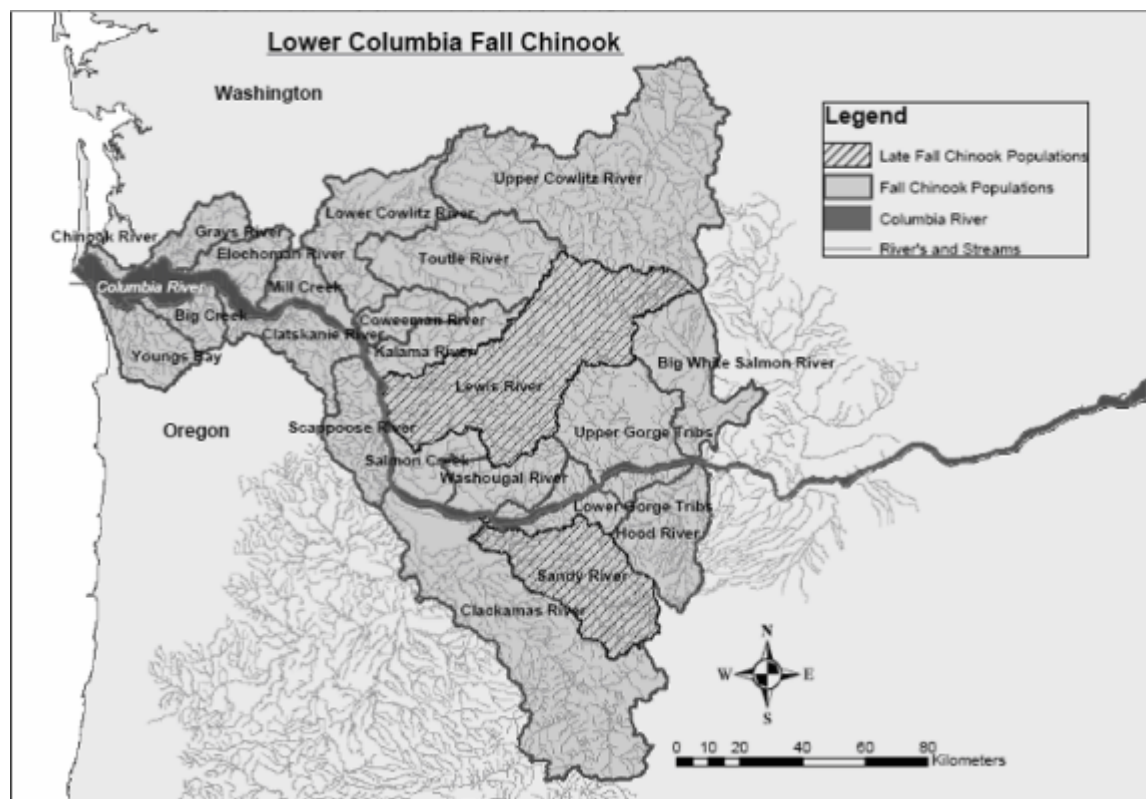 Lower Columbia Fall Chinook
Washington
Legend
Late Fall Chinook Populations
Fall Chinook Populations
Columbia River
River's and Streams
Upper Cowlitz River
Lower Cowlitz River
Chinook River
Grays River
Elochoman River
Toutle River
Columbia River
Mill Creek
Big Creek
Coweeman River
Clatskanie River
Youngs Bay
Kalama River
Big White Salmon River
Lewis River
Oregon
Scappoose River
Upper Gorge Tribs
Salmon Creek
Washougal River
Lower Gorge Tribs
Hood River
Sandy River
Clackamas River
N
W E
S
0 10 20 40 60 80
Kilometers